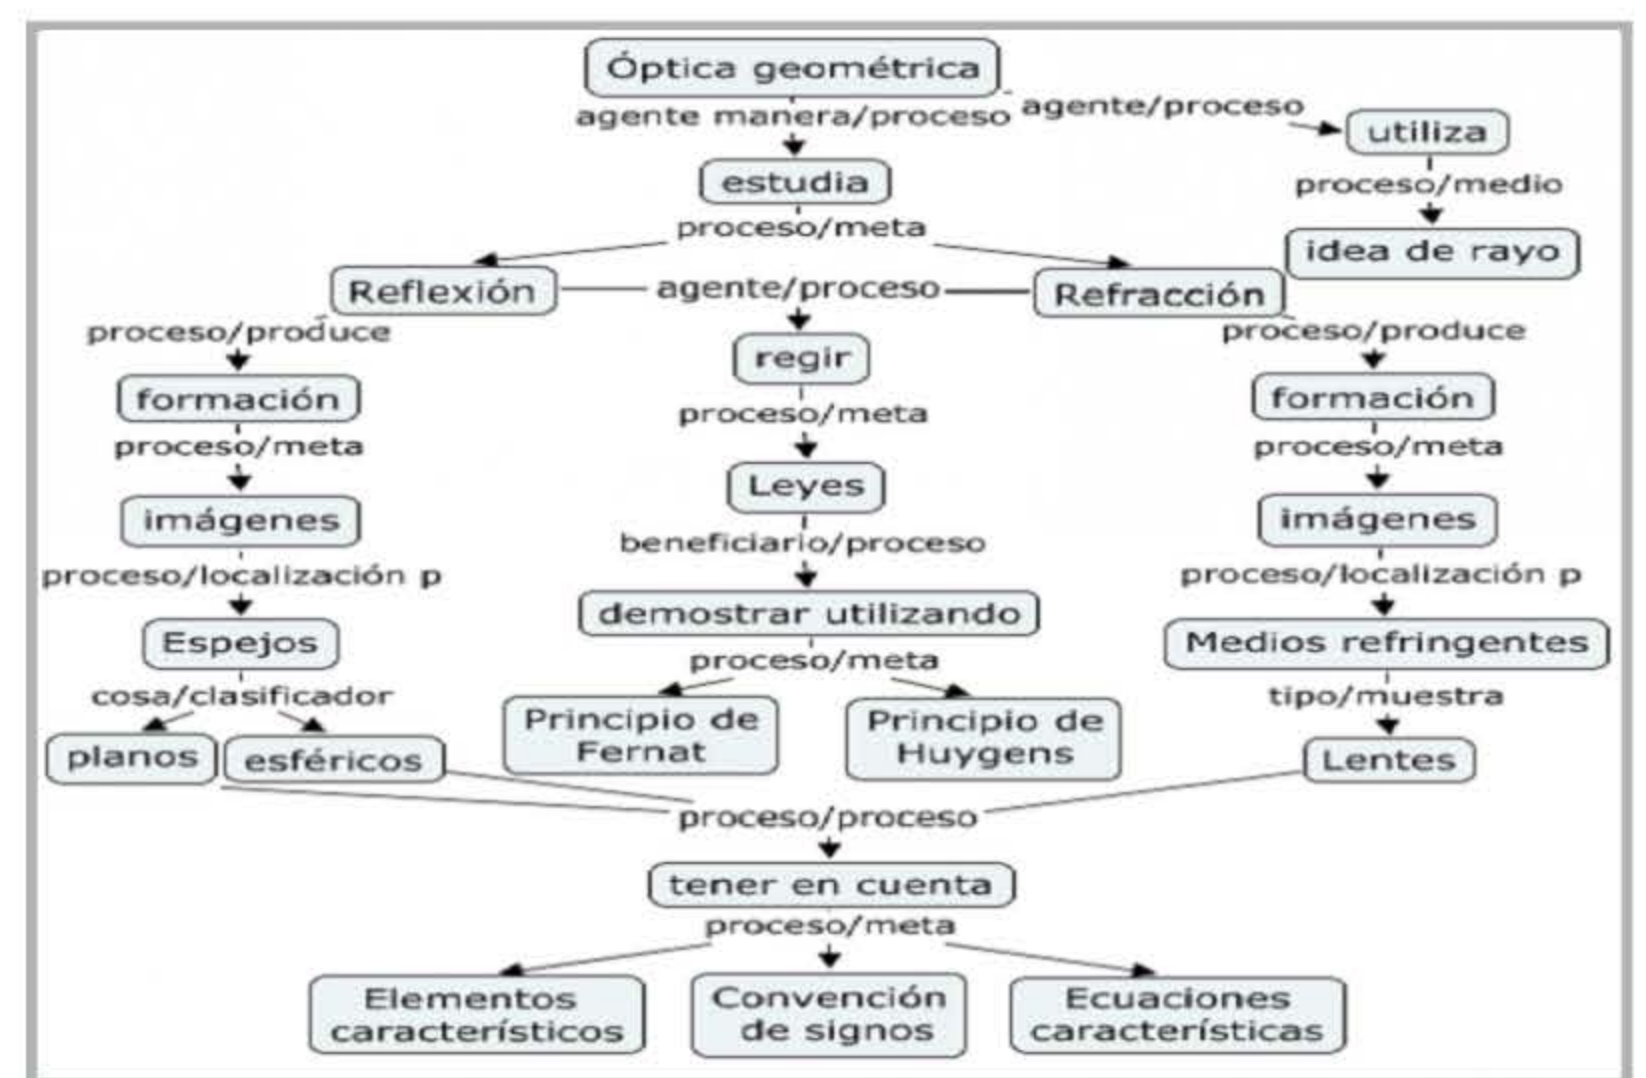 Óptica geométrica
agente manera/proceso
agente/proceso
utiliza
estudia
proceso/medio
proceso/meta
idea de rayo
Reflexión
agente/proceso
Refracción
proceso/produce
proceso/produce
regir
formación
formación
proceso/meta
proceso/meta
proceso/meta
Leyes
imágenes
imágenes
beneficiario/proceso
proceso/localización p
proceso/localización p
demostrar utilizando
Espejos
Medios refringentes
proceso/meta
cosa/clasificador
tipo/muestra
Principio de
Fernat
Principio de
Huygens
planos
esféricos
Lentes
proceso/proceso
tener en cuenta
proceso/meta
Elementos
característicos
Convención
de signos
Ecuaciones
características